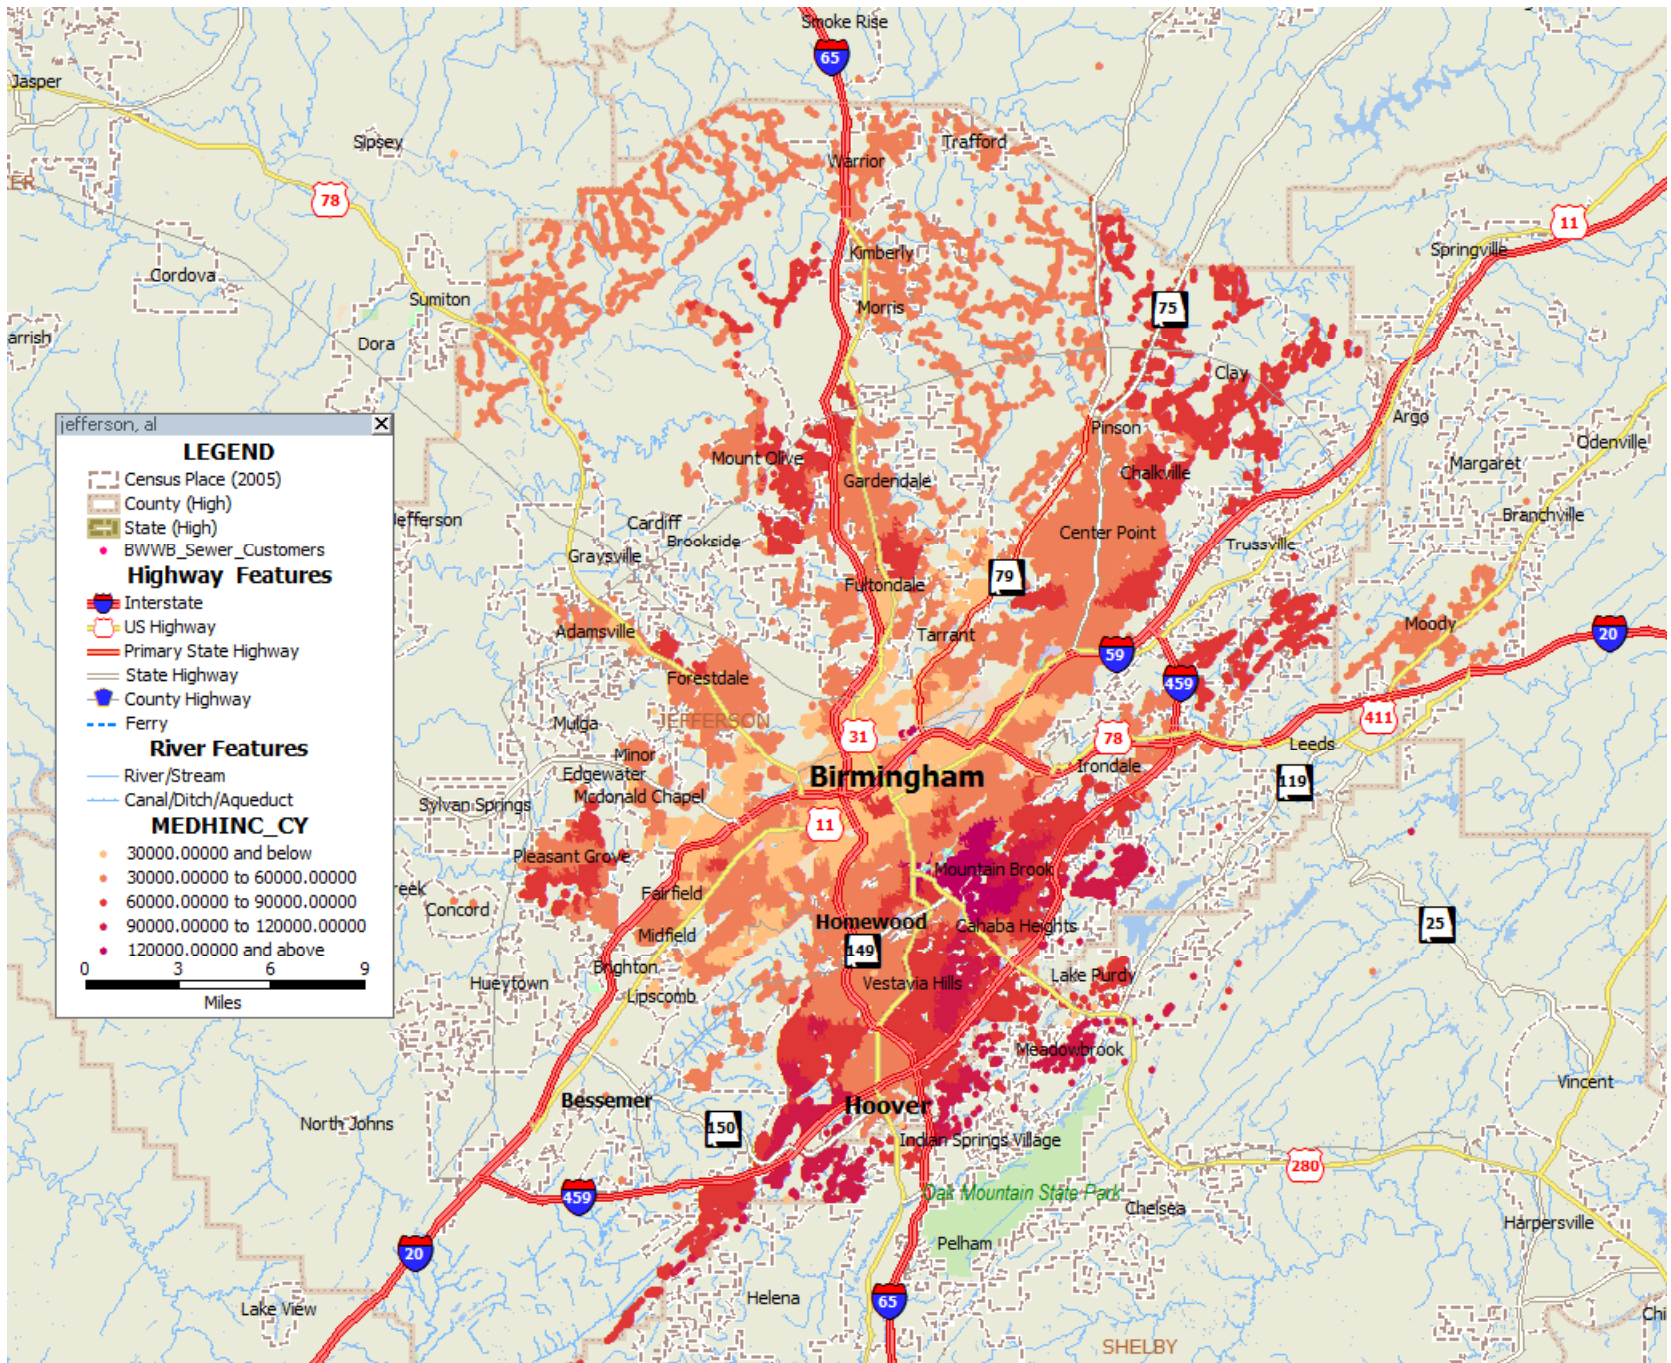 Smoke Rise
65
Jasper
Sipsey
Trafford
Warrior
ER
78
11
Kimberly
Springville
Cordova
Sumiton
Morris
75
arrish
Dora
Clay
jefferson, al
Argo
Pinson
LEGEND
Census Place (2005)
County (High)
State (High)
BWWB_Sewer_Customers
Highway Features
Interstate
US Highway
Primary State Highway
State Highway
County Highway
Ferry
River Features
River/Stream
Canal/Ditch/Aqueduct
MEDHINC_CY
30000.00000 and below
30000.00000 to 60000.00000
60000.00000 to 90000.00000
90000.00000 to 120000.00000
120000.00000 and above
0 3 6 9
Miles
Odenville
Mount Olive
Margaret
Chalkville
Gardendale
Jefferson
Cardiff
Branchville
Center Point
Brookside
Trussville
Graysville
79
Fultondale
Adamsville
Tarrant
Moody
20
59
Forestdale
459
JEFFERSON
Mulga
411
31
78
Leeds
Minor
Irondale
Edgewater
Birmingham
119
Mcdonald Chapel
Sylvan Springs
11
Pleasant Grove
Mountain Brook
reek
Fairfield
Concord
Homewood
Cahaba Heights
25
Midfield
149
Brighton
Lake Purdy
Hueytown
Vestavia Hills
Lipscomb
Meadowbrook
Vincent
Bessemer
Hoover
North Johns
150
Indian Springs Village
280
459
Oak Mountain State Park
Chelsea
Harpersville
20
Pelham
Helena
65
Lake View
Chi
SHELBY